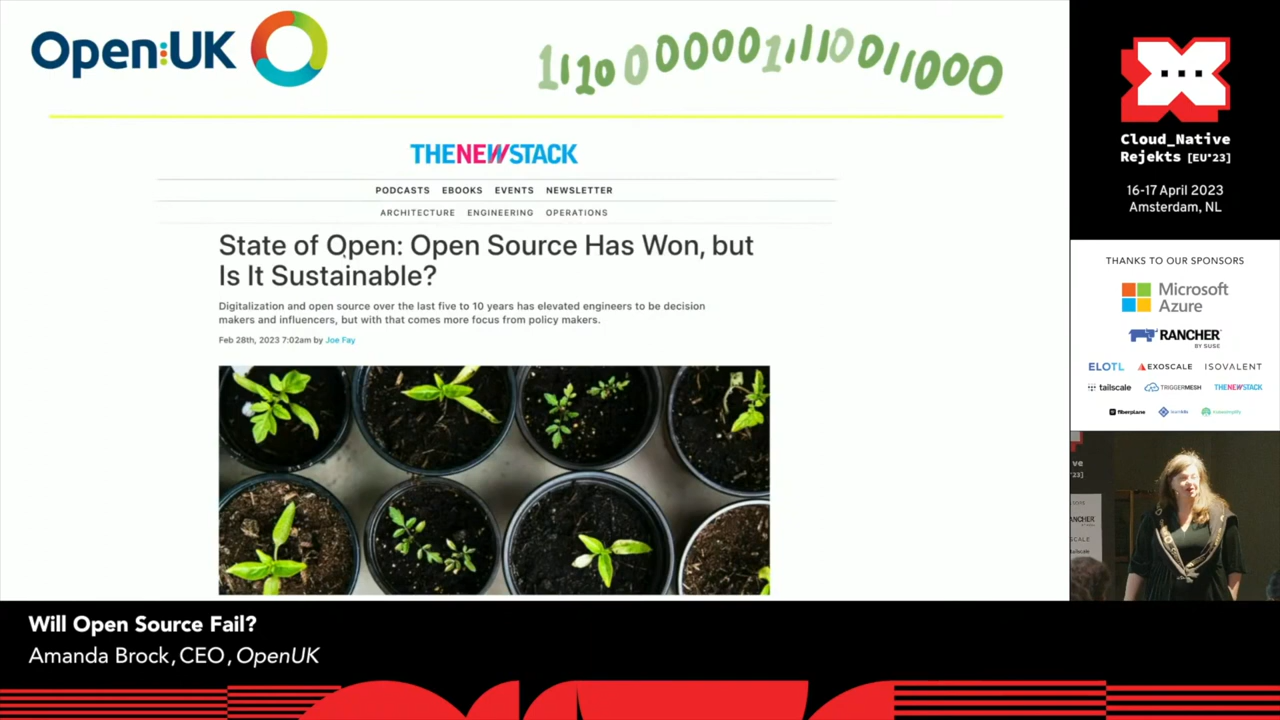 Open:UK
THENEWSTACK
PODCASTS EBOOKS EVENTS NEWSLETTER
ARCHITECTURE ENGINEERING OPERATIONS
State of Open: Open Source Has Won, but
Is It Sustainable?
Digitalization and open source over the last five to 10 years has elevated engineers to be decision
makers and influencers, but with that comes more focus from policy makers.
Feb 28th, 2023 7:02am by Joe Fay
Cloud_Native
Rejekts [EU'23]
16-17 April 2023
Amsterdam, NL
THANKS TO OUR SPONSORS
Microsoft
Azure
RANCHER
BY SUSE
ELOTL EXOSCALE ISOVALENT
tailscale TRIGGERMESH THENEWSTACK
fiberplane
Will Open Source Fail?
Amanda Brock, CEO, OpenUK